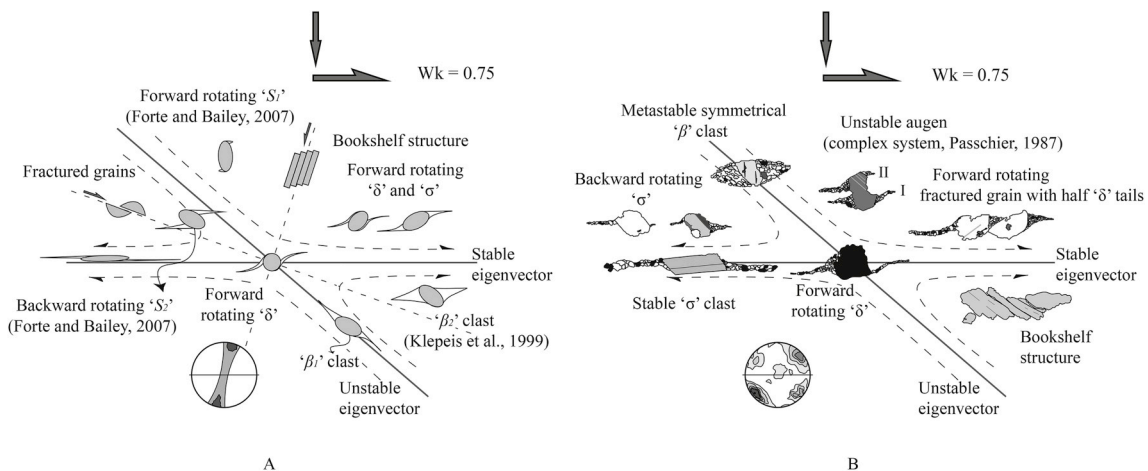 Wk = 0.75
Forward rotating ‘S1’
(Forte and Bailey, 2007)
Bookshelf structure
Fractured grains
Forward rotating
‘δ’ and ‘σ’
Stable
eigenvector
Backward rotating ‘S2’
(Forte and Bailey, 2007)
Forward
rotating ‘δ’
‘β2’ clast
(Klepeis et al., 1999)
‘β1’ clast
Unstable
eigenvector
A
Wk = 0.75
Metastable symmetrical
‘β’ clast
Unstable augen
(complex system, Passchier, 1987)
II
I
Backward rotating
‘σ’
Forward rotating
fractured grain with half ‘δ’ tails
Stable
eigenvector
Stable ‘σ’ clast
Forward
rotating ‘δ’
Bookshelf
structure
Unstable
eigenvector
B